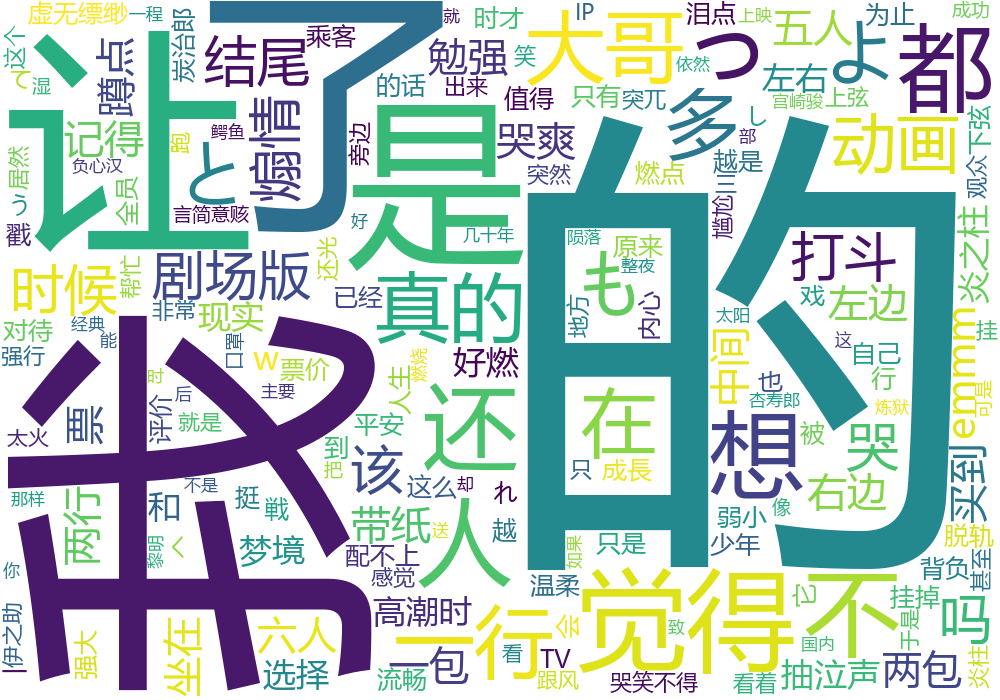 虚无缥缈
一程
了
就
时才
IP
泪点
上映
为止
成功
这个
让
炭治郎
结尾
乘客
勉强
笑
大哥
つ
依然
五人
よ
都
て
湿
蹲点
的话
出来
值得
只有
突兀
左右
宫崎骏
上弦
记得
鳄鱼
跑
煽情
旁边
是
哭爽
多
し
部
动画
下弦
居然
负心汉
と
突然
燃点
越是
观众
う
全员
言简意赅
的
尴尬
三
戳
好
几十年
陨落
原来
も
整夜
炎之柱
时候
帮忙
剧场版
还光
真的
地方
内心
打斗
戏
左边
太阳
挂
对待
经典
能
非常
现实
已经
中间
这
自己
emmm
强行
口罩
w
票价
好燃
也
行
我
时
后
主要
人生
燃烧
还
在
想
杏寿郎
炼狱
可是
太火
票
评价
就是
平安
到
把
该
被
哭
买到
那样
不是
这么
却
れ
只
成長
像
右边
两行
和
挺
戦
带纸
人
越
弱小
脱轨
黎明
く
梦境
配不上
送
只是
如果
少年
背负
甚至
你
感觉
温柔
伊之助
强大
坐在
六人
高潮时
一行
会
觉得
致
不
心
挂掉
于是
吗
选择
一包
看
TV
国内
流畅
跟风
哭笑不得
看着
抽泣声
两包
炎柱